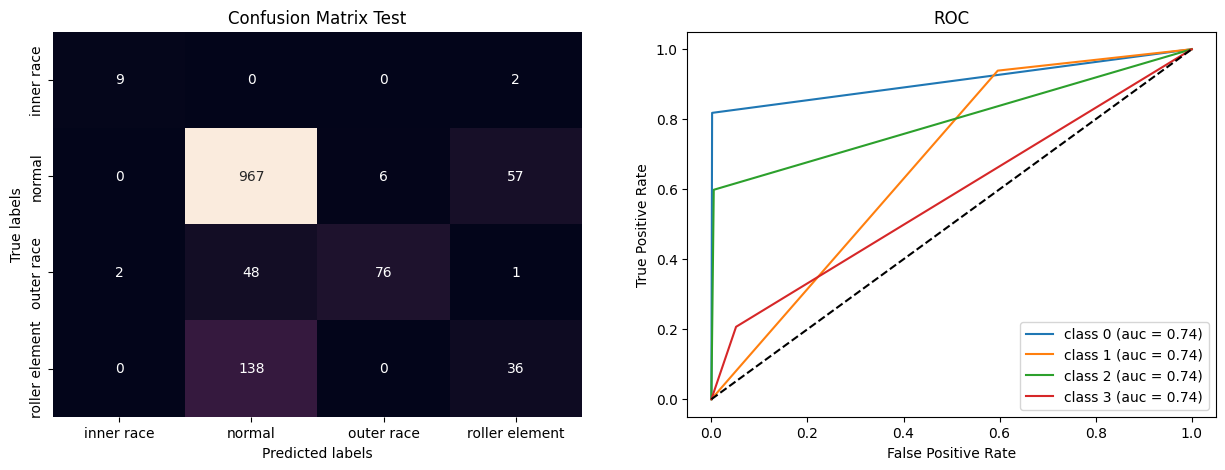 Confusion Matrix Test
True labels
inner race
normal
outer race
roller element
9 0 0 2
0 967 6 57
2 48 76 1
0 138 0 36
inner race normal outer race roller element
Predicted labels
ROC
True Positive Rate
1.0
0.8
0.6
0.4
0.2
0.0
class 0 (auc = 0.74)
class 1 (auc = 0.74)
class 2 (auc = 0.74)
class 3 (auc = 0.74)
0.0 0.2 0.4 0.6 0.8 1.0
False Positive Rate